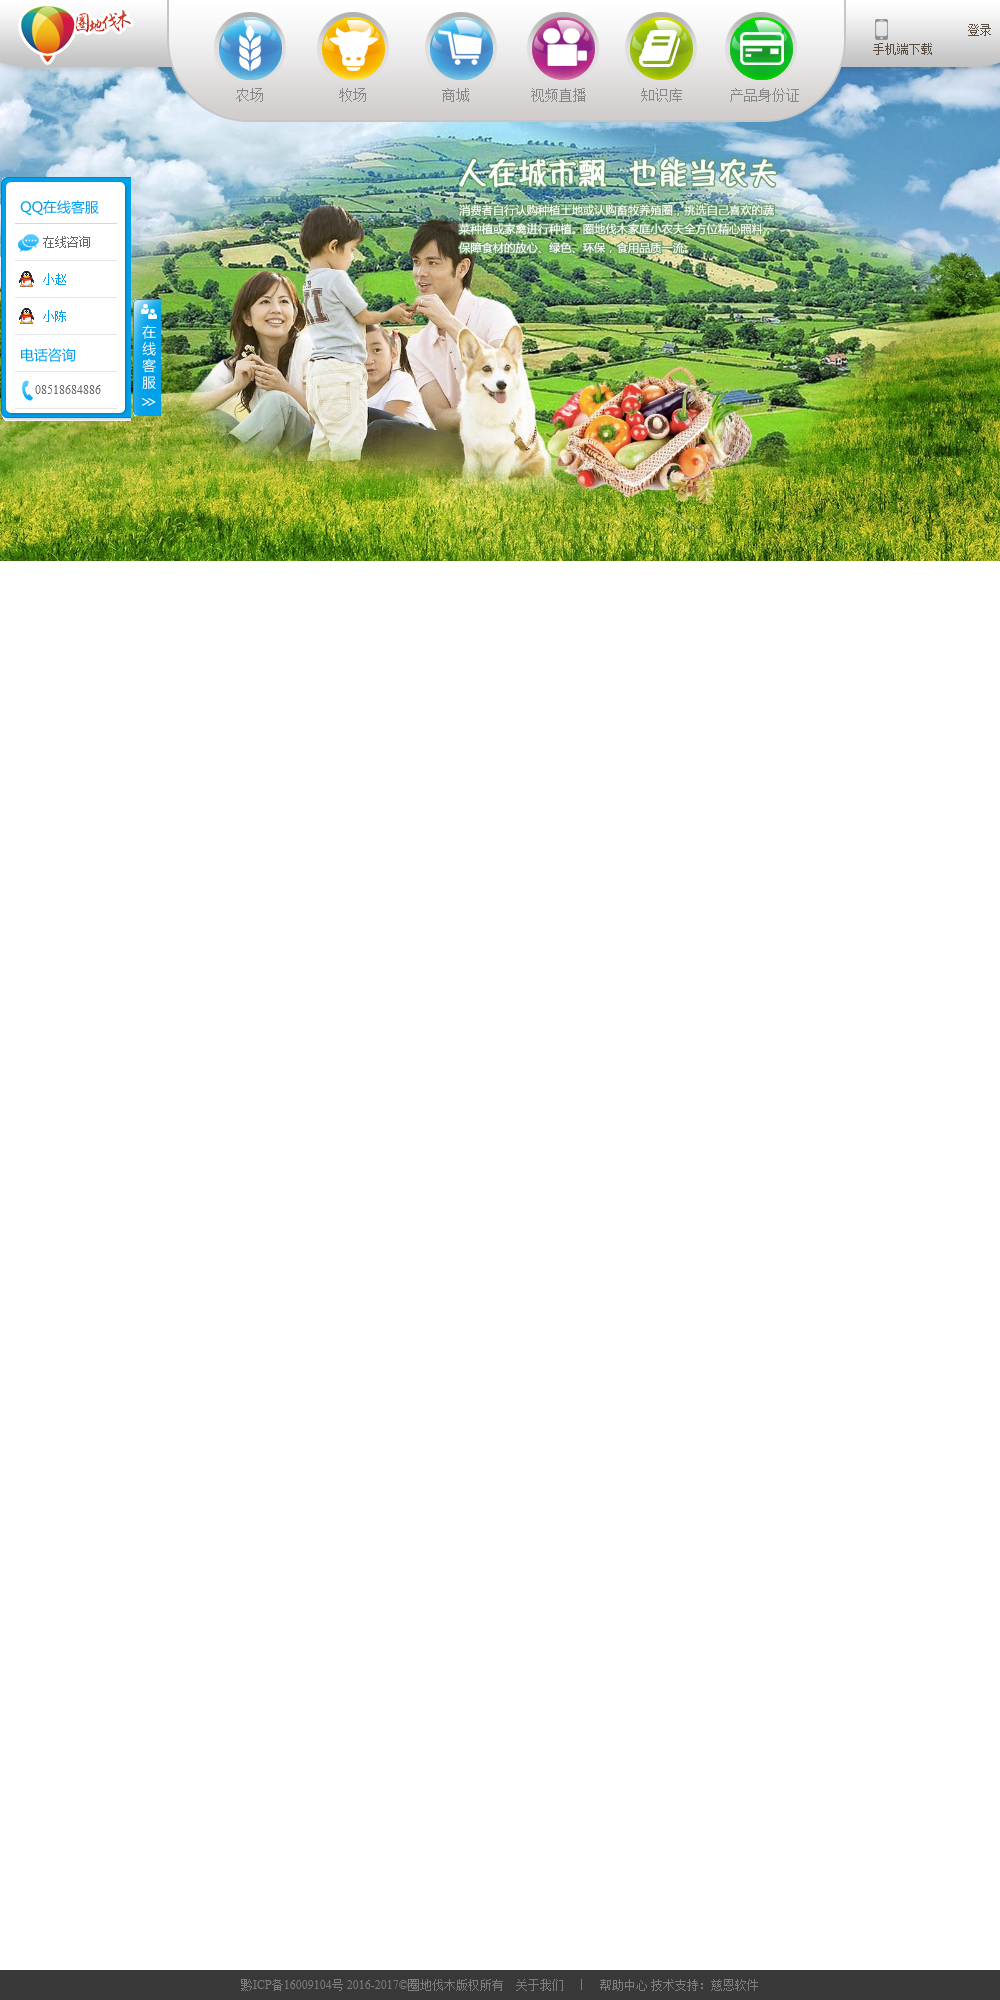 圈地伐木
农场
牧场
商城
视频直播
知识库
产品身份证
手机端下载
登录
人在城市飘 也能当农夫
消费者自行认购种植土地或认购畜牧养殖圈,挑选自己喜欢的蔬
菜种植或家禽进行种植。圈地伐木家庭小农夫全方位精心照料,
保障食材的放心、绿色、环保,食用品质一流。
QQ在线客服
在线咨询
小赵
小陈
电话咨询
08518684886
在线客服
>>
黔ICP备16009104号 2016-2017©圈地伐木版权所有 关于我们 | 帮助中心 技术支持：慈恩软件